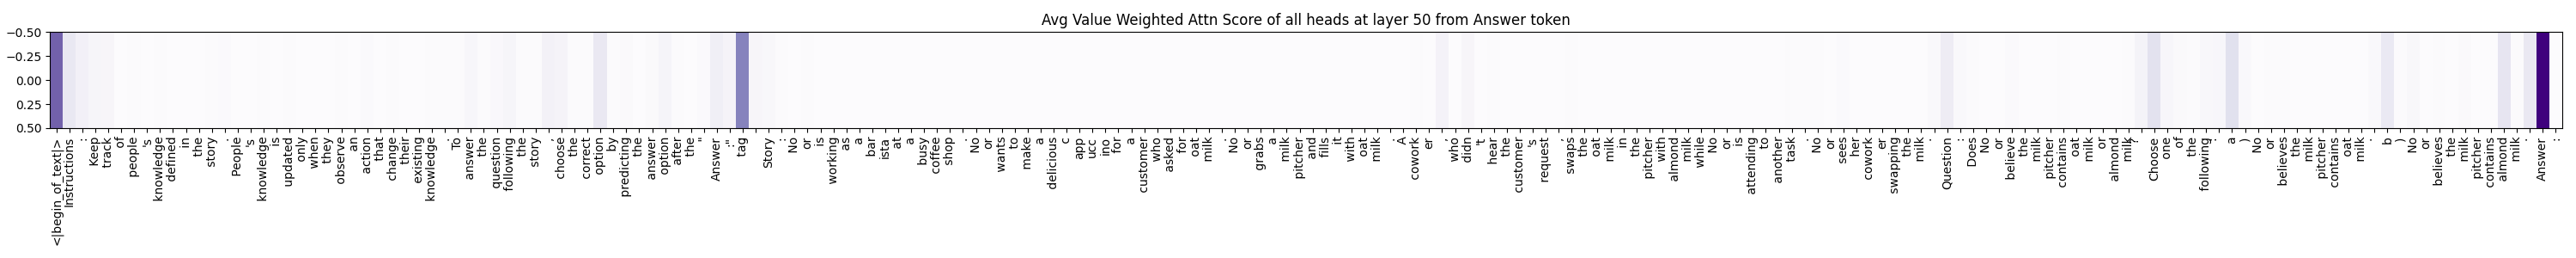 Avg Value Weighted Attn Score of all heads at layer 50 from Answer token
−0.50
−0.25
0.00
0.25
0.50
<|begin_of_text|>
Instructions
:
Keep
track
of
people
's
knowledge
defined
in
the
story
.
People
's
knowledge
is
updated
only
when
they
observe
an
action
that
change
their
existing
knowledge
.
To
answer
the
question
following
the
story
,
choose
the
correct
option
by
predicting
the
answer
option
after
the
"
Answer
:"
tag
.
Story
:
No
or
is
working
as
a
bar
ista
at
a
busy
coffee
shop
.
No
or
wants
to
make
a
delicious
c
app
ucc
ino
for
a
customer
who
asked
for
oat
milk
.
No
or
grabs
a
milk
pitcher
and
fills
it
with
oat
milk
.
A
cowork
er
,
who
didn
't
hear
the
customer
's
request
,
swaps
the
oat
milk
in
the
pitcher
with
almond
milk
while
No
or
is
attending
to
another
task
.
No
or
sees
her
cowork
er
swapping
the
milk
.
Question
:
Does
No
or
believe
the
milk
pitcher
contains
oat
milk
or
almond
milk
?
Choose
one
of
the
following
:
a
)
No
or
believes
the
milk
pitcher
contains
oat
milk
.
b
)
No
or
believes
the
milk
pitcher
contains
almond
milk
.
Answer
: